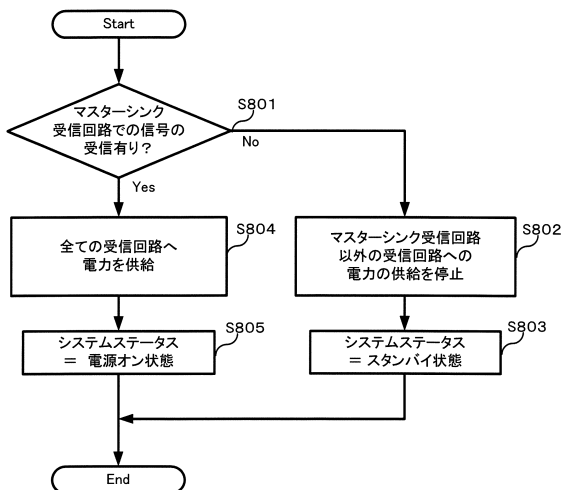 Start
マスターシンク
受信回路での信号の
受信有り？
S801
No
Yes
全ての受信回路へ
電力を供給
S804
マスターシンク受信回路
以外の受信回路への
電力の供給を停止
S802
システムステータス
＝ 電源オン状態
S805
システムステータス
＝スタンバイ状態
S803
End